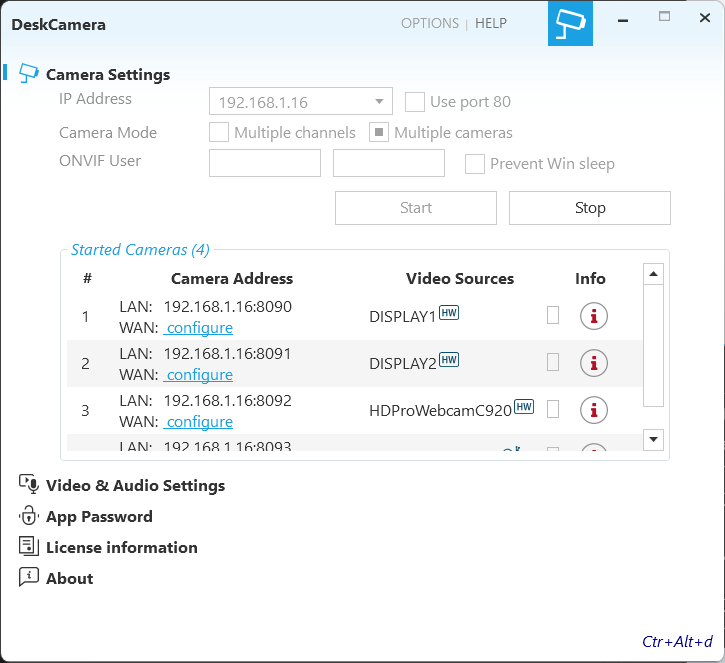 DeskCamera OPTIONS | HELP
Camera Settings
IP Address 192.168.1.16 Use port 80
Camera Mode Multiple channels Multiple cameras
ONVIF User Prevent Win sleep
Start Stop
Started Cameras (4)
# Camera Address Video Sources Info
LAN: 192.168.1.16:8090
1 DISPLAY1 HW
WAN: configure
LAN: 192.168.1.16:8091
2 DISPLAY2 HW
WAN: configure
LAN: 192.168.1.16:8092
3 HDProWebcamC920 HW
WAN: configure
LAN: 192.168.1.16:8093
Video & Audio Settings
App Password
License information
About
Ctr+Alt+d